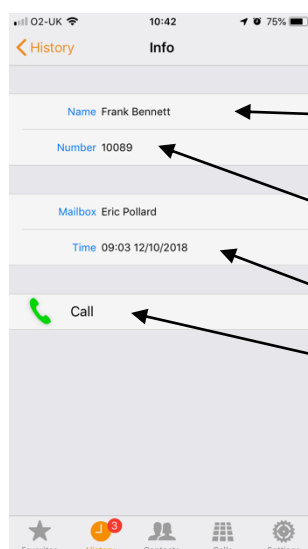 O2-UK 10:42 75%
History Info
Name Frank Bennett
Number 10089
Mailbox Eric Pollard
Time 09:03 12/10/2018
Call
3